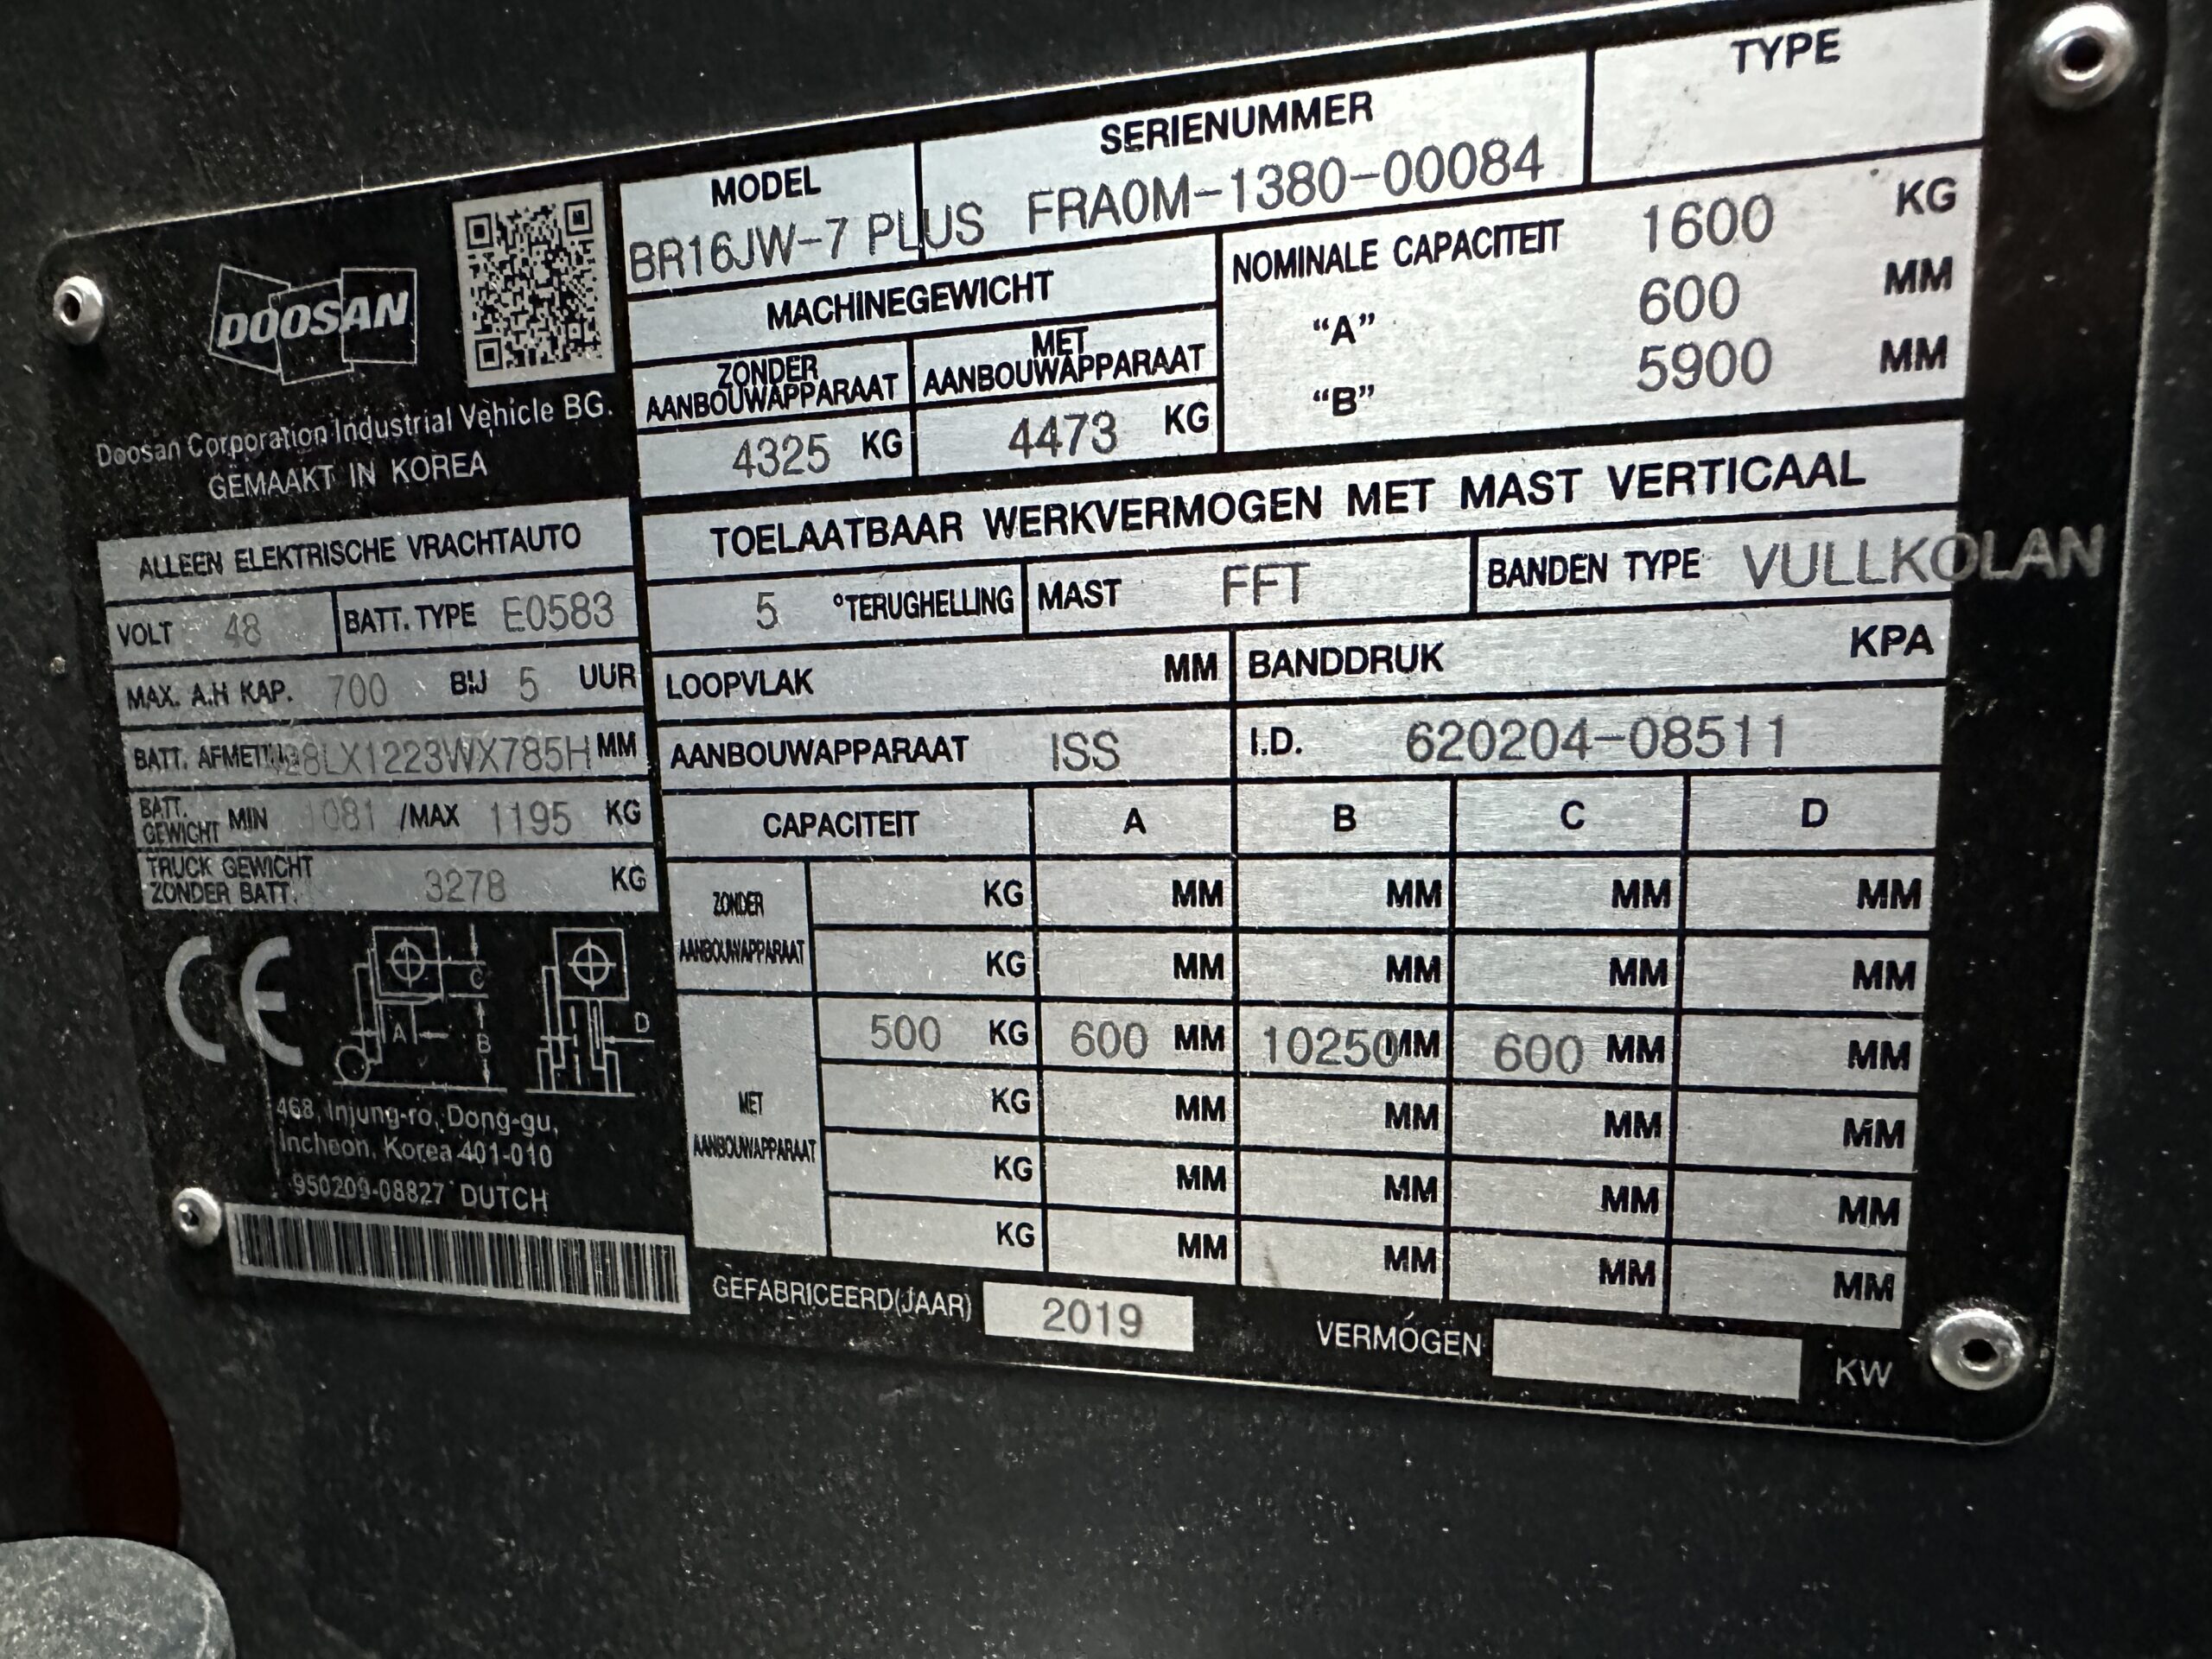 DOOSAN
Doosan Corporation Industrial Vehicle BG.
GEMAAKT IN KOREA
ALLEEN ELEKTRISCHE VRACHTAUTO
VOLT 48 BATT. TYPE E0583
MAX. A.H KAP. 700 BIJ 5 UUR
BATT. 28LX1223WX785H MM
BATT. GEWICHT MIN 1081 /MAX 1195 KG
TRUCK GEWICHT ZONDER BATT. 3278 KG
CE
C
A
B
D
468, Injung-ro, Dong-gu,
Incheon, Korea 401-010
950209-08827 DUTCH
MODEL SERIENUMMER TYPE
BR16JW-7 PLUS FRA0M-1380-00084
MACHINEGEWICHT
ZONDER AANBOUWAPPARAAT MET AANBOUWAPPARAAT
4325 KG 4473 KG
NOMINALE CAPACITEIT 1600 KG
"A" 600 MM
"B" 5900 MM
TOELAATBAAR WERKVERMOGEN MET MAST VERTICAAL
5 °TERUGHELLING MAST FFT BANDEN TYPE VULLKOLAN
LOOPVLAK MM BANDDRUK KPA
AANBOUWAPPARAAT ISS I.D. 620204-08511
CAPACITEIT A B C D
ZONDER AANBOUWAPPARAAT
KG MM MM MM MM
KG MM MM MM MM
MET AANBOUWAPPARAAT
500 KG 600 MM 10250 MM 600 MM MM
KG MM MM MM MM
KG MM MM MM MM
KG MM MM MM MM
GEFABRICEERD(JAAR) 2019 VERMOGEN KW